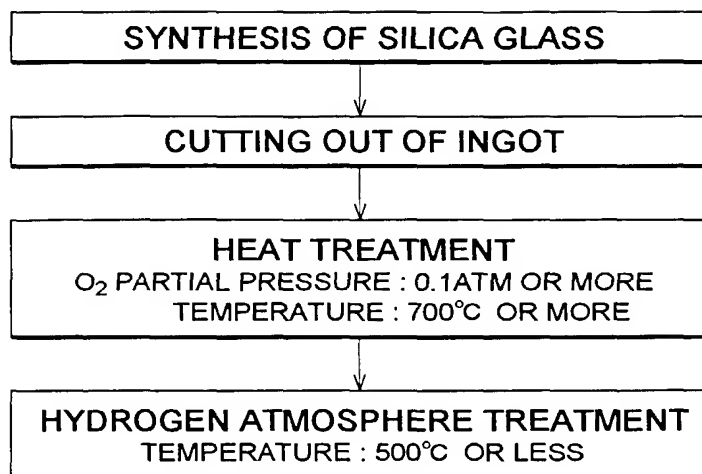 SYNTHESIS OF SILICA GLASS
CUTTING OUT OF INGOT
HEAT TREATMENT
O₂ PARTIAL PRESSURE : 0.1ATM OR MORE
TEMPERATURE : 700°C OR MORE
HYDROGEN ATMOSPHERE TREATMENT
TEMPERATURE : 500°C OR LESS